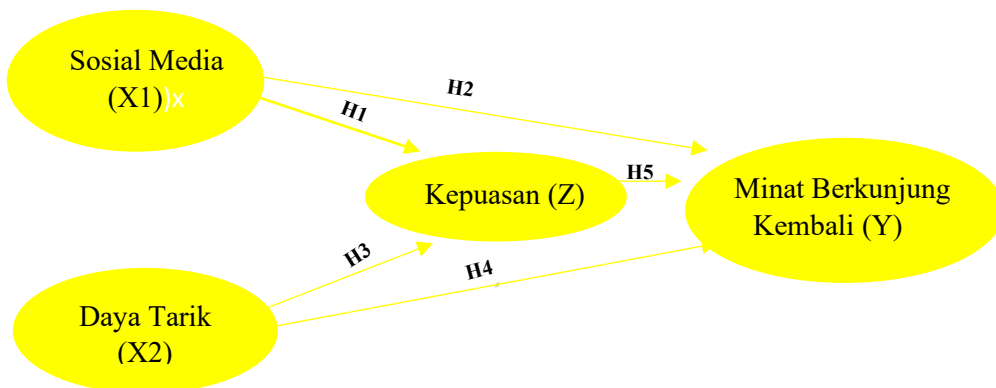 Sosial Media
(X1))x
H2
H1
Kepuasan (Z)
H5
Minat Berkunjung
Kembali (Y)
H3
H4
Daya Tarik
(X2)